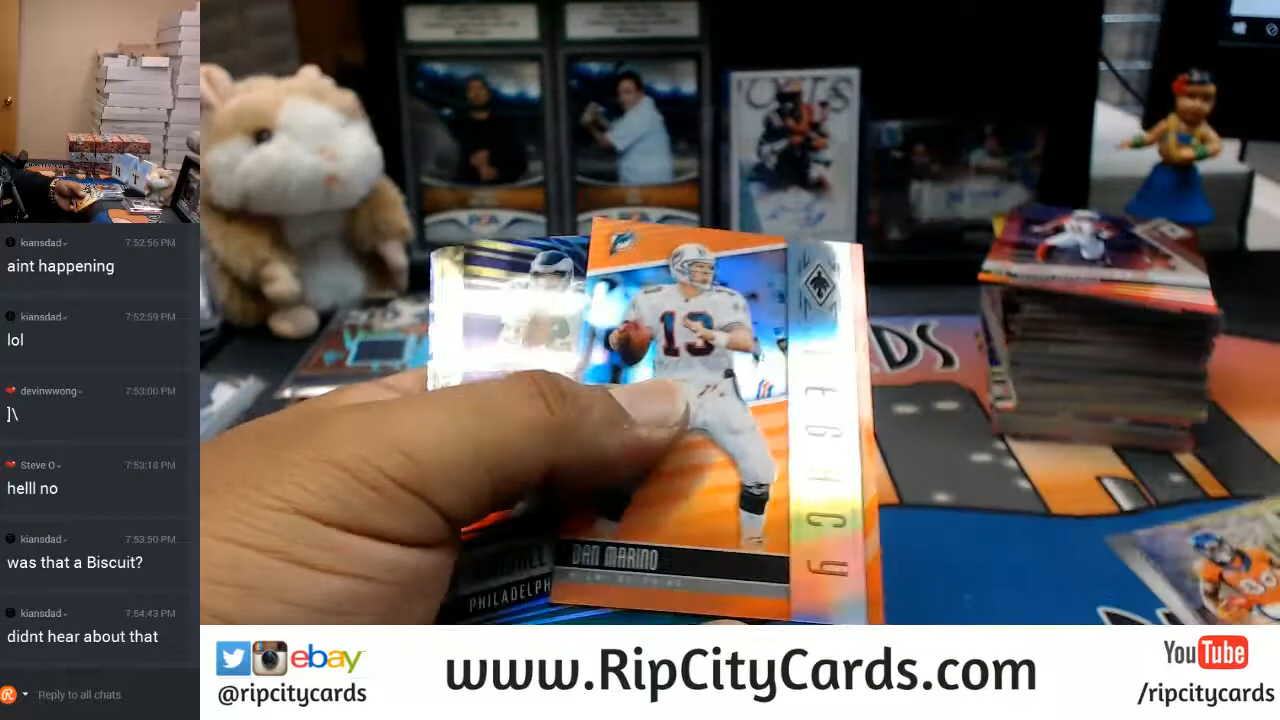 kiansdad 7:52:56 PM
aint happening
kiansdad 7:52:59 PM
lol
devinwwong 7:53:00 PM
]\
Steve O 7:53:18 PM
helll no
kiansdad 7:53:50 PM
was that a Biscuit?
kiansdad 7:54:43 PM
didnt hear about that
Reply to all chats
13
LEGACY
DAN MARINO
PHILADELPH
RDS
ebay
@ripcitycards
www.RipCityCards.com
YouTube
/ripcitycards